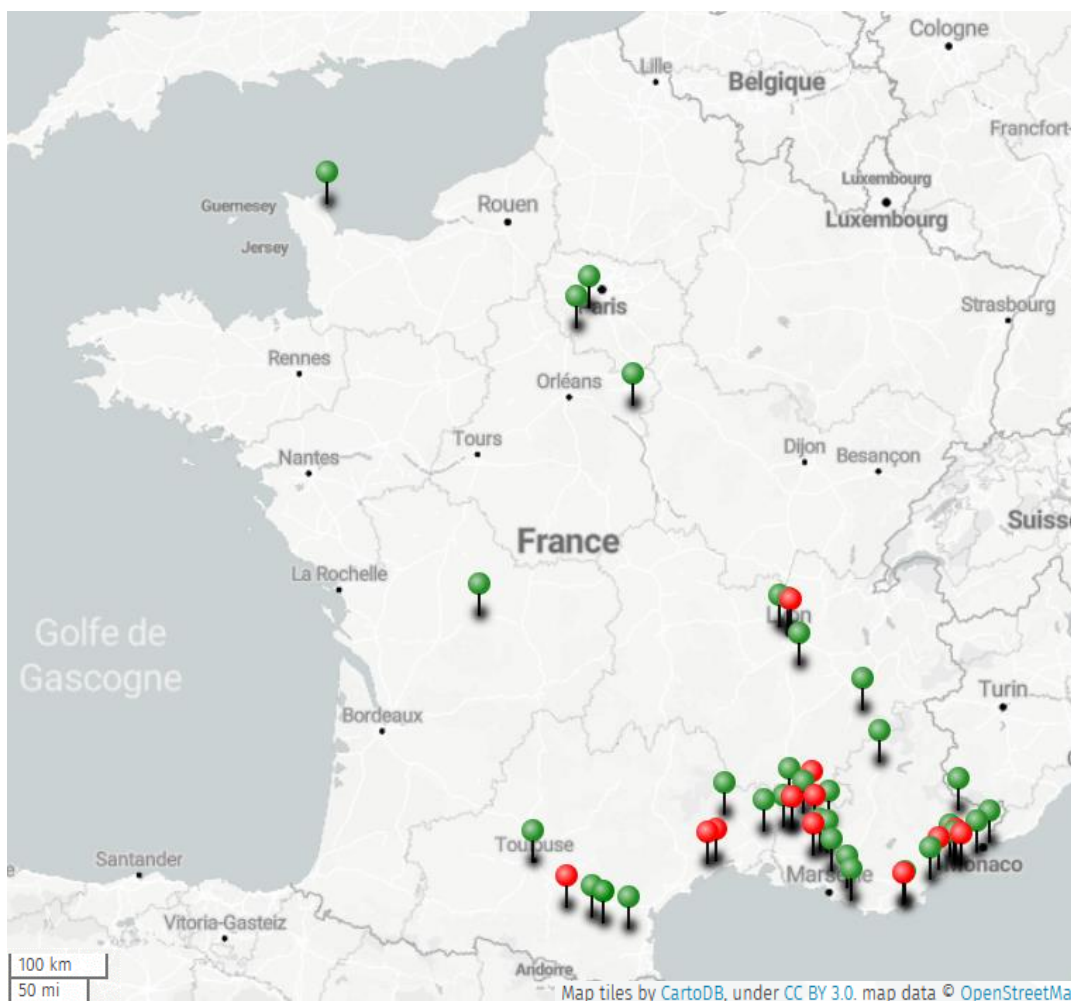 Cologne
Lille
Belgique
Francfort-
Luxembourg
Guernesey
Rouen
Luxembourg
Jersey
Paris
Strasbourg
Rennes
Orléans
Tours
Dijon
Besançon
Nantes
Suisse
France
La Rochelle
Lyon
Golfe de
Gascogne
Turin
Bordeaux
Toulouse
Santander
Marseille
Monaco
Vitoria-Gasteiz
100 km
Andorre
50 mi
Map tiles by CartoDB, under CC BY 3.0. map data © OpenStreetMa